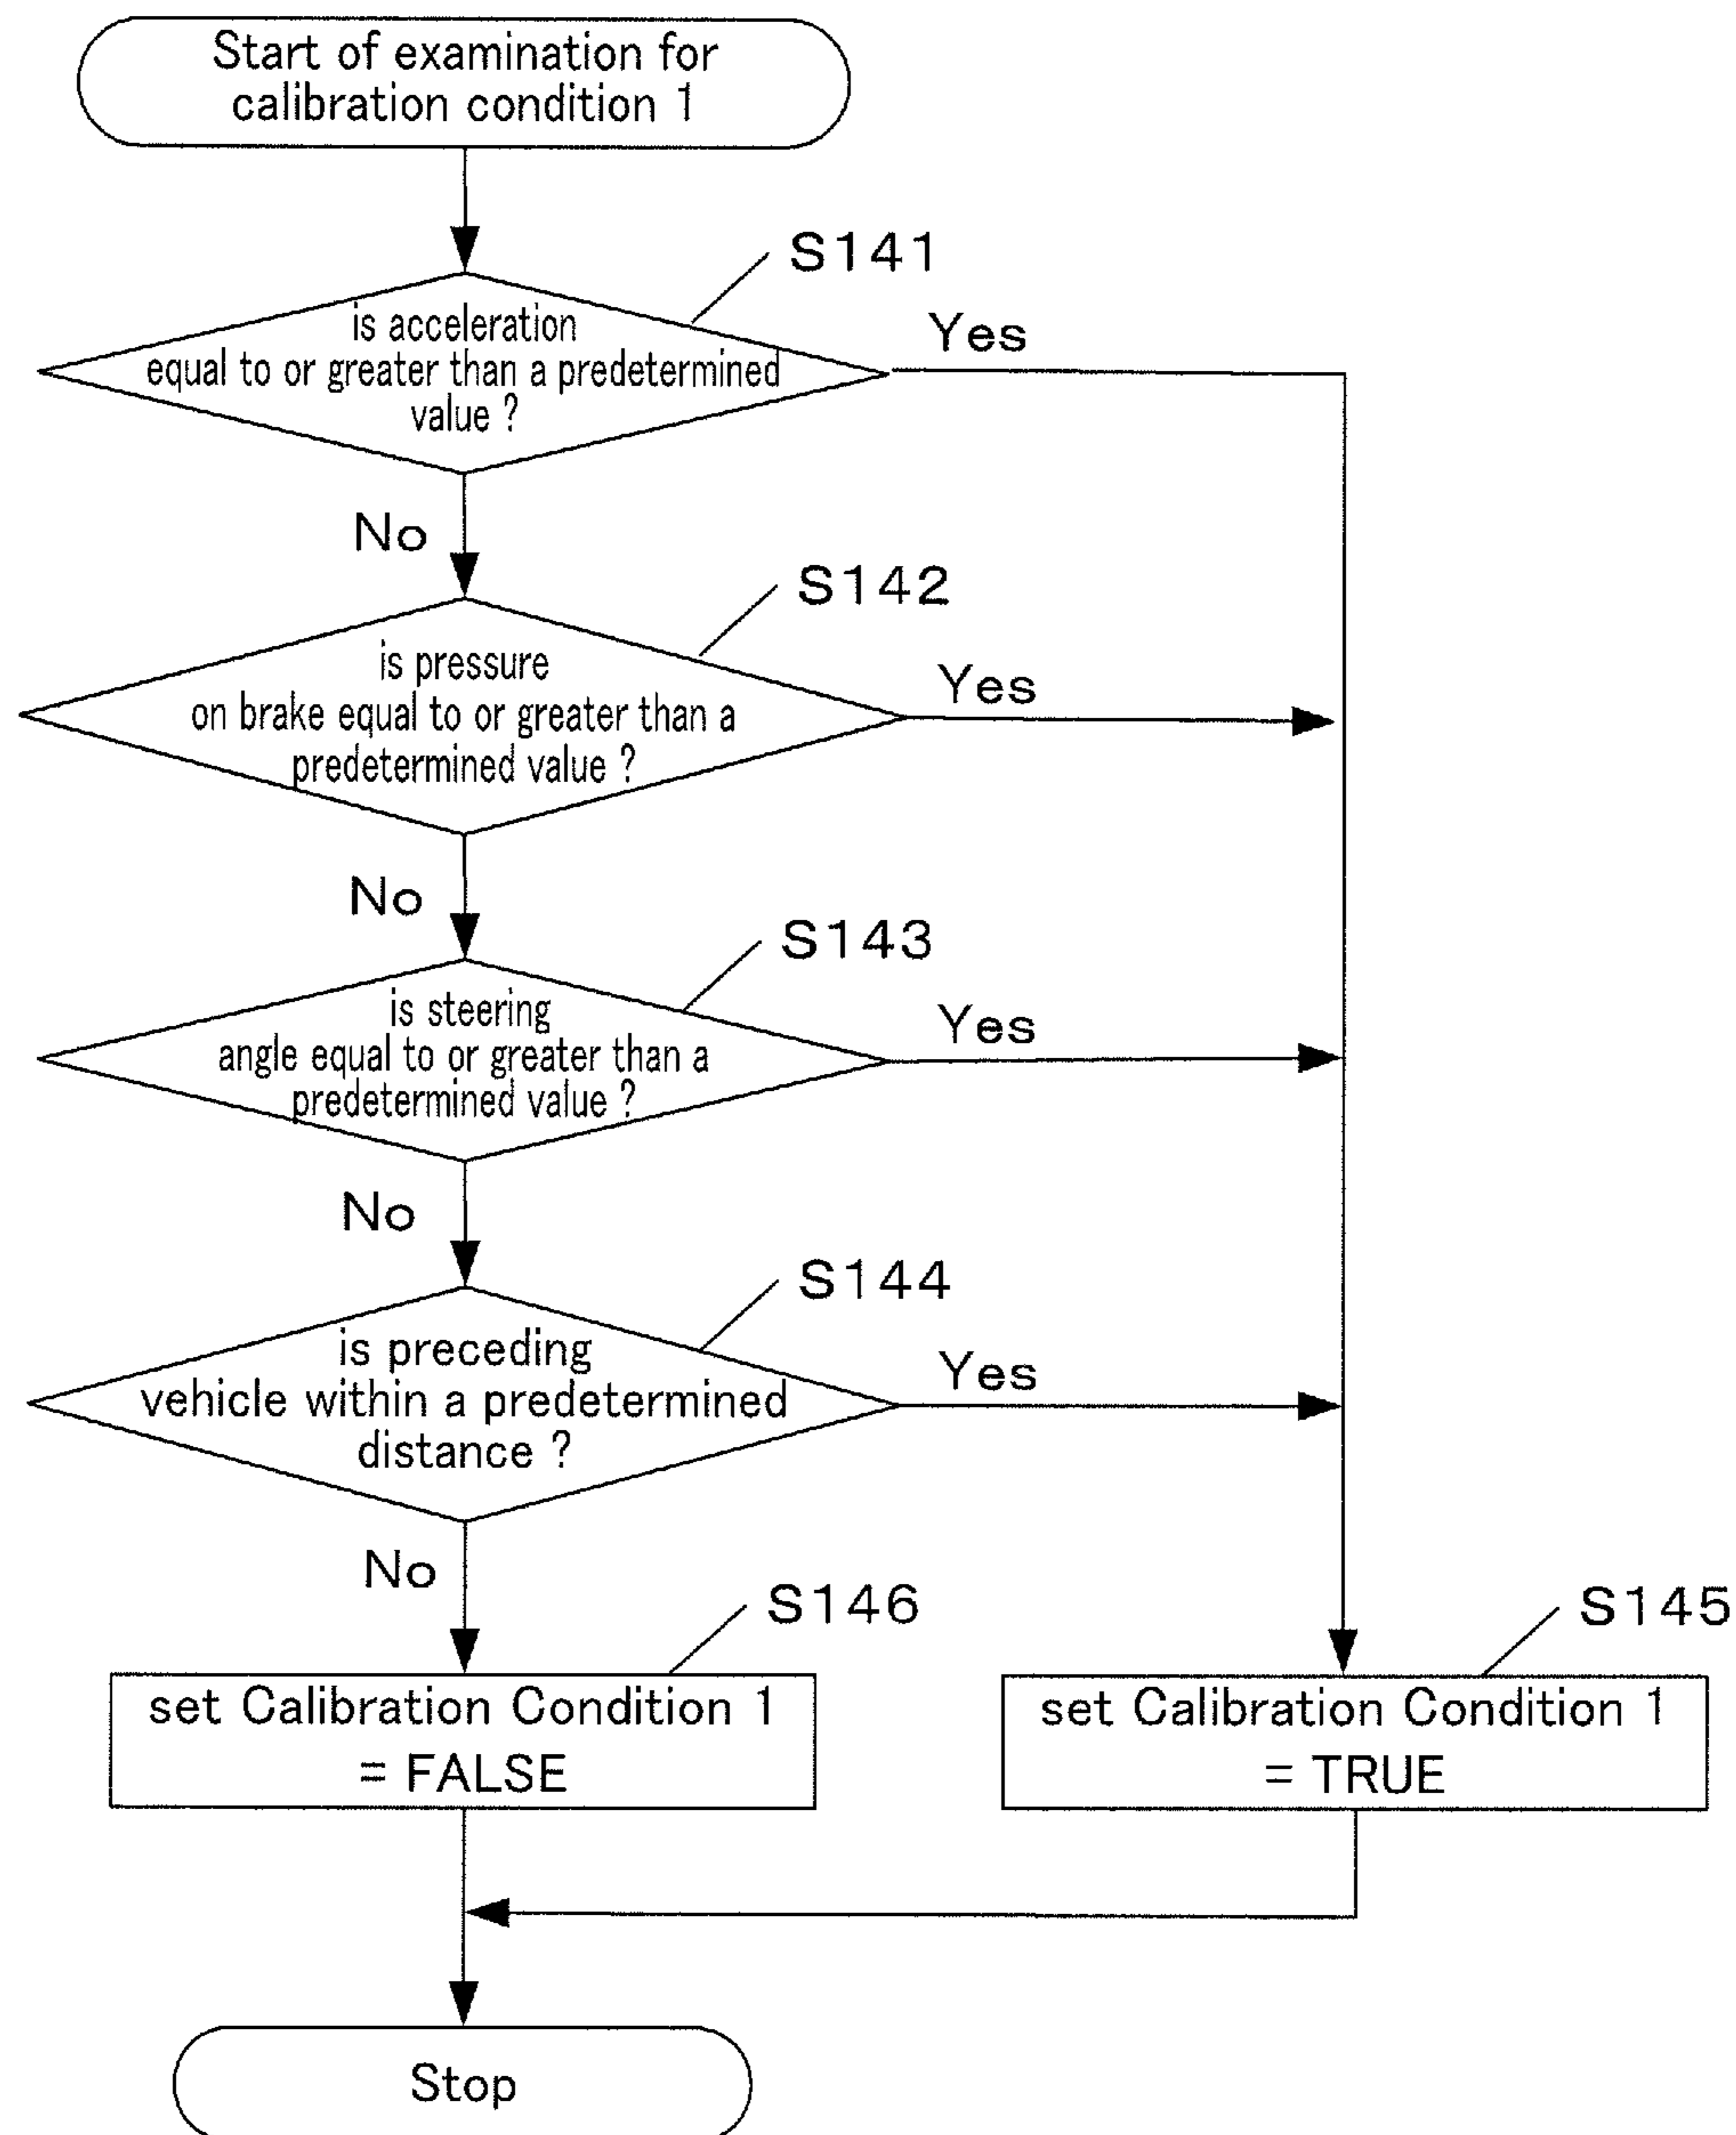 Start of examination for
calibration condition 1
S141
is acceleration
equal to or greater than a predetermined
value ?
Yes
No
S142
is pressure
on brake equal to or greater than a
predetermined value ?
Yes
No
S143
is steering
angle equal to or greater than a
predetermined value ?
Yes
No
S144
is preceding
vehicle within a predetermined
distance ?
Yes
No
S146
set Calibration Condition 1
= FALSE
S145
set Calibration Condition 1
= TRUE
Stop